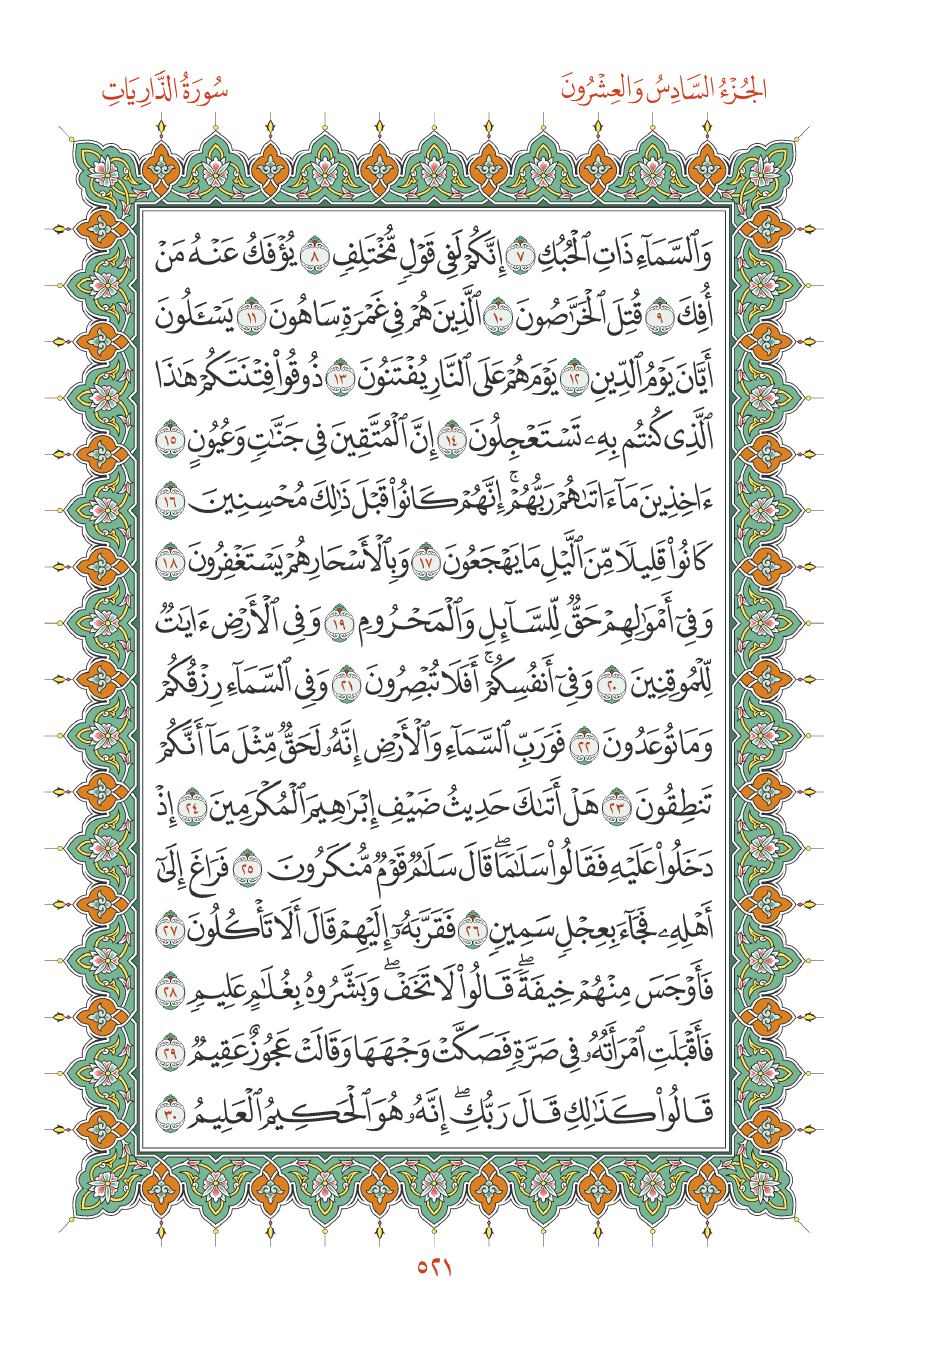 الجُزْءُ السَّادِسُ وَالعِشْرُونَ
سُورَةُ الذَّارِيَاتِ
وَٱلسَّمَآءِ ذَاتِ ٱلْحُبُكِ ٧ إِنَّكُمْ لَفِى قَوْلٍ مُّخْتَلِفٍ ٨ يُؤْفَكُ عَنْهُ مَنْ
أُفِكَ ٩ قُتِلَ ٱلْخَرَّٰصُونَ ١٠ ٱلَّذِينَ هُمْ فِى غَمْرَةٍ سَاهُونَ ١١ يَسْـَٔلُونَ
أَيَّانَ يَوْمُ ٱلدِّينِ ١٢ يَوْمَ هُمْ عَلَى ٱلنَّارِ يُفْتَنُونَ ١٣ ذُوقُوا۟ فِتْنَتَكُمْ هَٰذَا
ٱلَّذِى كُنتُم بِهِۦ تَسْتَعْجِلُونَ ١٤ إِنَّ ٱلْمُتَّقِينَ فِى جَنَّٰتٍ وَعُيُونٍ ١٥
ءَاخِذِينَ مَآ ءَاتَىٰهُمْ رَبُّهُمْ ۚ إِنَّهُمْ كَانُوا۟ قَبْلَ ذَٰلِكَ مُحْسِنِينَ ١٦
كَانُوا۟ قَلِيلًا مِّنَ ٱلَّيْلِ مَا يَهْجَعُونَ ١٧ وَبِٱلْأَسْحَارِ هُمْ يَسْتَغْفِرُونَ ١٨
وَفِىٓ أَمْوَٰلِهِمْ حَقٌّ لِّلسَّآئِلِ وَٱلْمَحْرُومِ ١٩ وَفِى ٱلْأَرْضِ ءَايَٰتٌ
لِّلْمُوقِنِينَ ٢٠ وَفِىٓ أَنفُسِكُمْ ۚ أَفَلَا تُبْصِرُونَ ٢١ وَفِى ٱلسَّمَآءِ رِزْقُكُمْ
وَمَا تُوعَدُونَ ٢٢ فَوَرَبِّ ٱلسَّمَآءِ وَٱلْأَرْضِ إِنَّهُۥ لَحَقٌّ مِّثْلَ مَآ أَنَّكُمْ
تَنطِقُونَ ٢٣ هَلْ أَتَىٰكَ حَدِيثُ ضَيْفِ إِبْرَٰهِيمَ ٱلْمُكْرَمِينَ ٢٤ إِذْ
دَخَلُوا۟ عَلَيْهِ فَقَالُوا۟ سَلَٰمًا ۖ قَالَ سَلَٰمٌ قَوْمٌ مُّنكَرُونَ ٢٥ فَرَاغَ إِلَىٰٓ
أَهْلِهِۦ فَجَآءَ بِعِجْلٍ سَمِينٍ ٢٦ فَقَرَّبَهُۥٓ إِلَيْهِمْ قَالَ أَلَا تَأْكُلُونَ ٢٧
فَأَوْجَسَ مِنْهُمْ خِيفَةً ۖ قَالُوا۟ لَا تَخَفْ ۖ وَبَشَّرُوهُ بِغُلَٰمٍ عَلِيمٍ ٢٨
فَأَقْبَلَتِ ٱمْرَأَتُهُۥ فِى صَرَّةٍ فَصَكَّتْ وَجْهَهَا وَقَالَتْ عَجُوزٌ عَقِيمٌ ٢٩
قَالُوا۟ كَذَٰلِكِ قَالَ رَبُّكِ ۖ إِنَّهُۥ هُوَ ٱلْحَكِيمُ ٱلْعَلِيمُ ٣٠
٥٢١